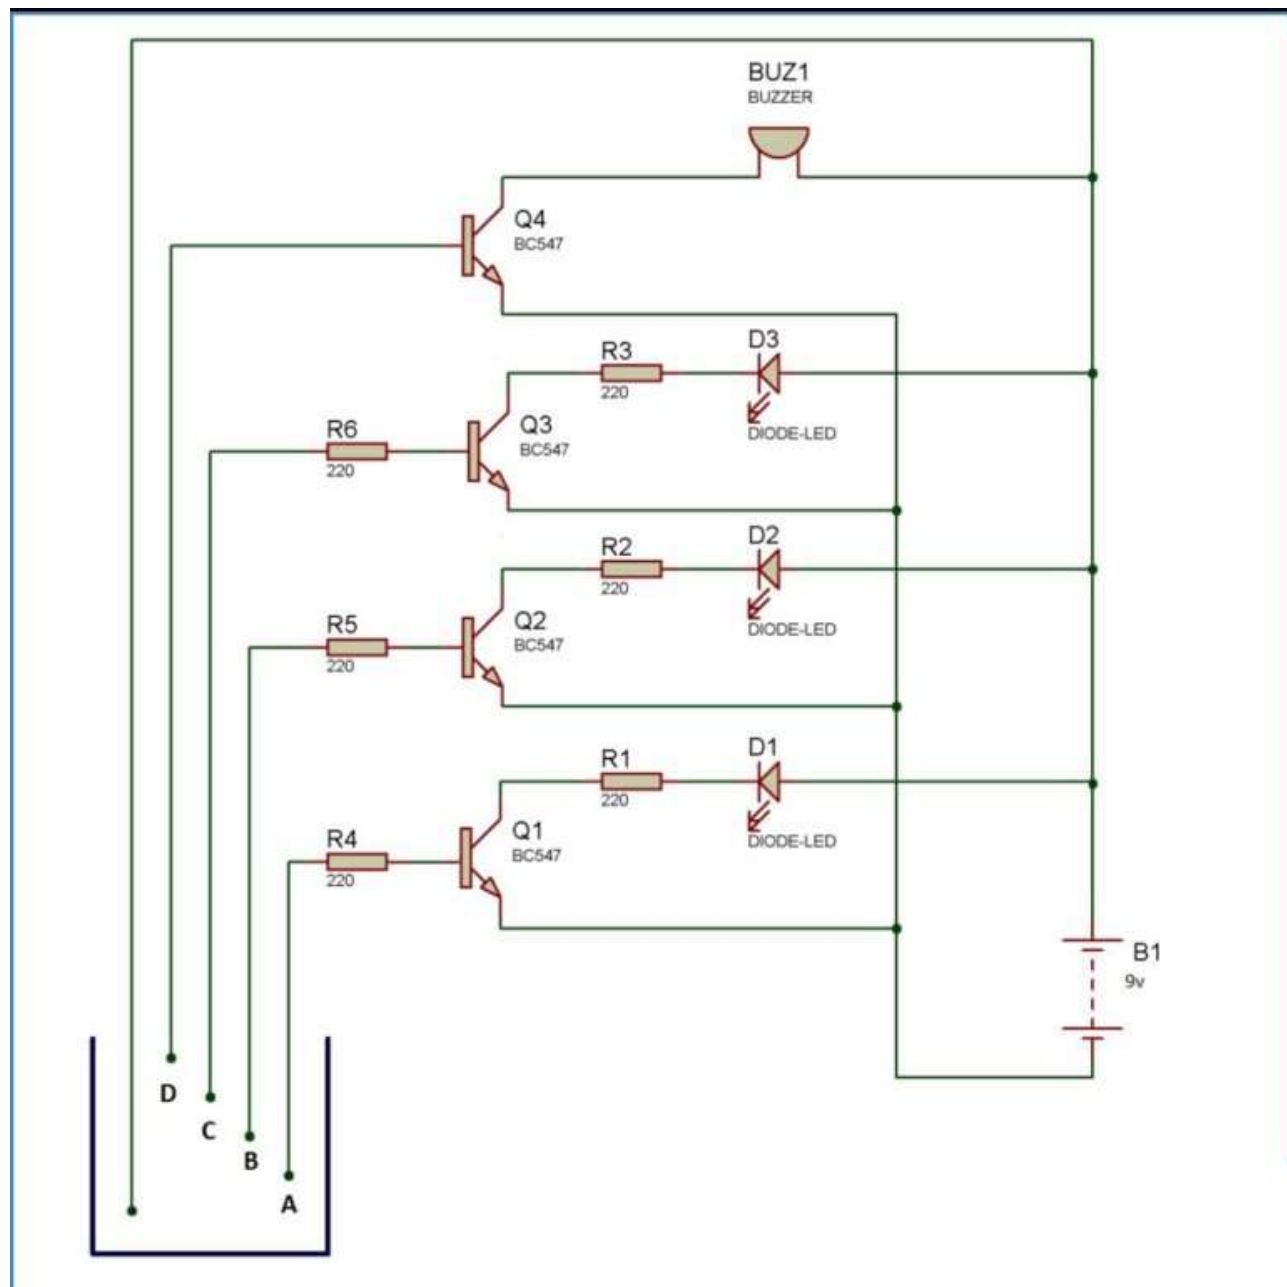 BUZ1
BUZZER
Q4
BC547
D3
R3
220
DIODE-LED
Q3
BC547
R6
220
D2
R2
220
DIODE-LED
Q2
BC547
R5
220
D1
R1
220
DIODE-LED
Q1
BC547
R4
220
B1
9v
D
C
B
A